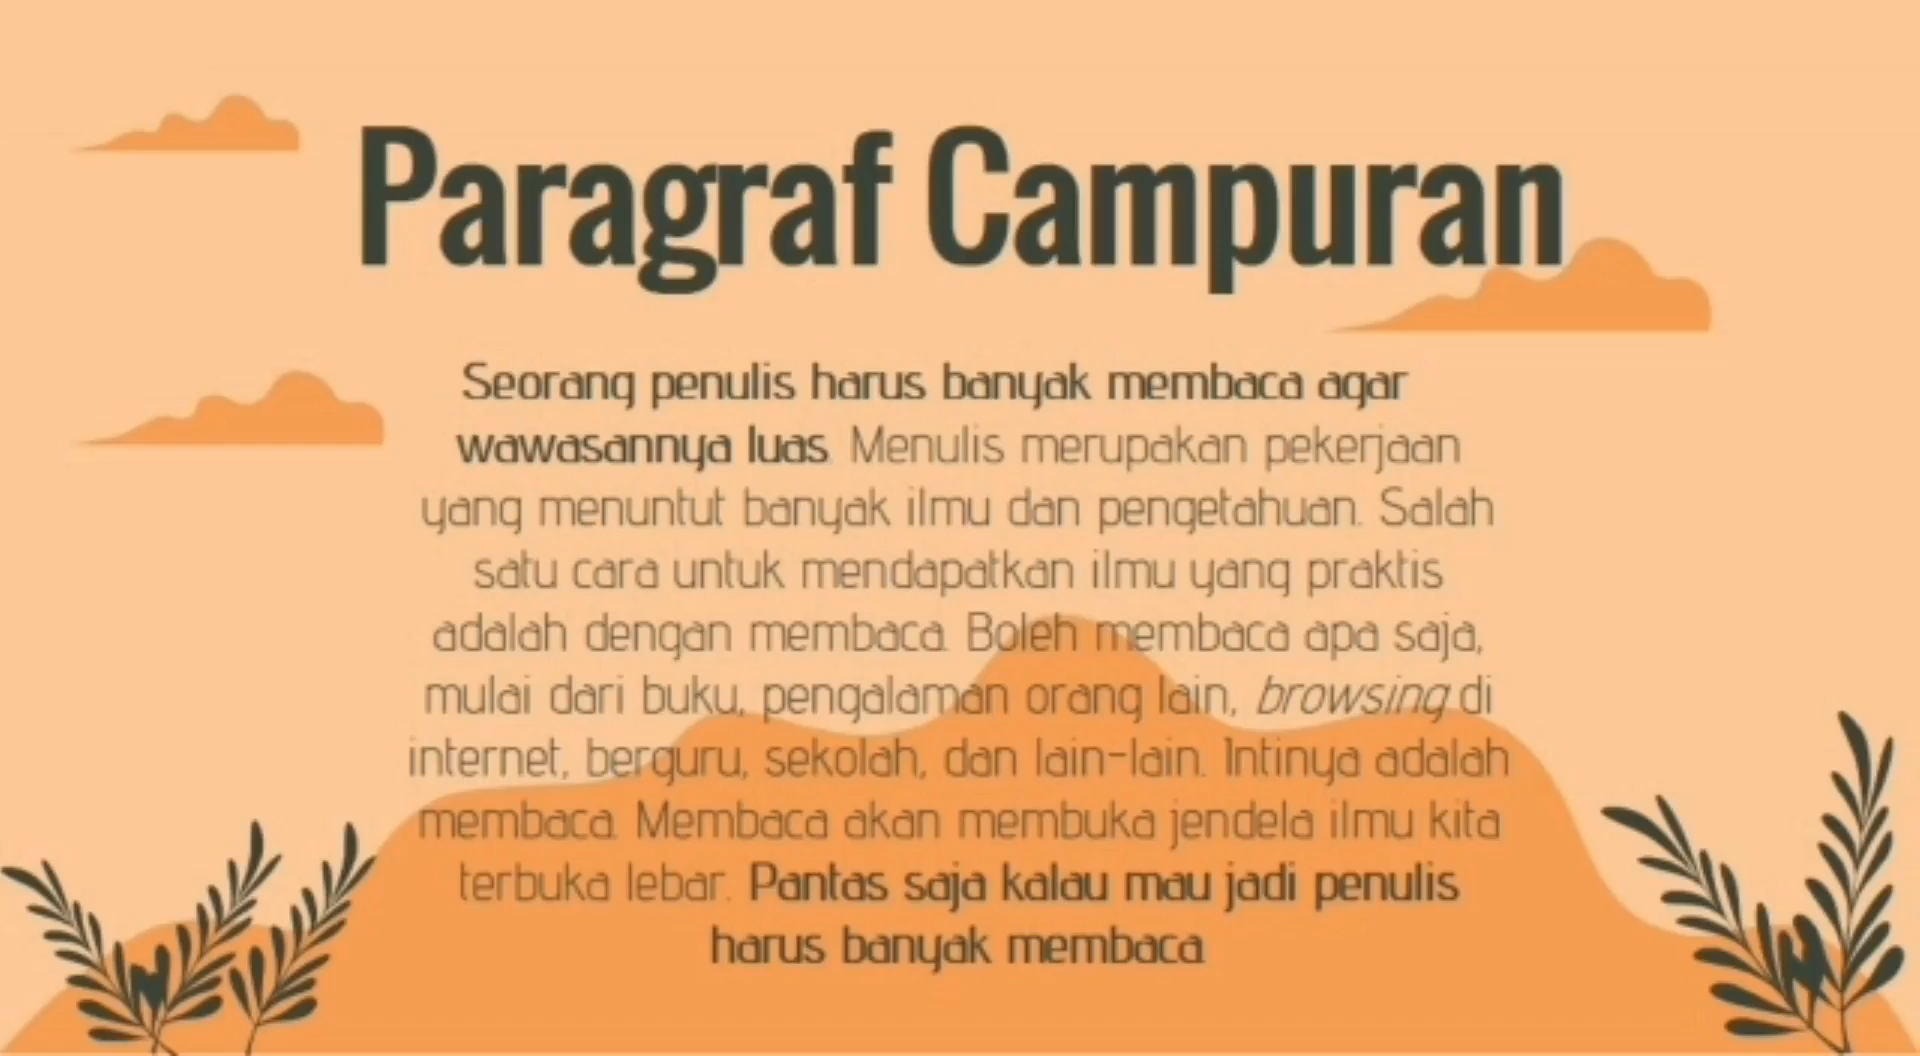 Paragraf Campuran
Seorang penulis harus banyak membaca agar
wawasannya luas. Menulis merupakan pekerjaan
yang menuntut banyak ilmu dan pengetahuan. Salah
satu cara untuk mendapatkan ilmu yang praktis
adalah dengan membaca. Boleh membaca apa saja,
mulai dari buku, pengalaman orang lain, browsing di
internet, berguru, sekolah, dan lain-lain. Intinya adalah
membaca. Membaca akan membuka jendela ilmu kita
terbuka lebar. Pantas saja kalau mau jadi penulis
harus banyak membaca.